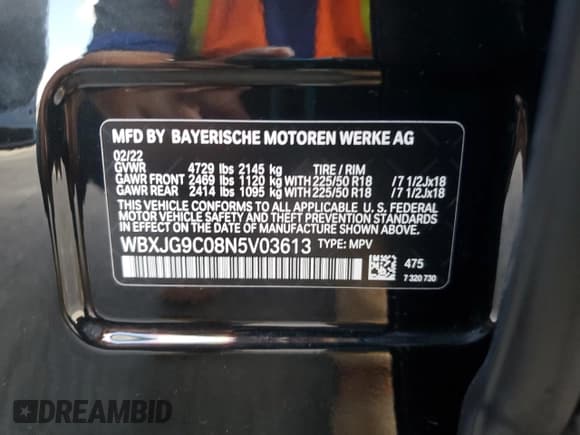 MFD BY BAYERISCHE MOTOREN WERKE AG
02/22
GVWR 4729 lbs 2145 kg TIRE / RIM
GAWR FRONT 2469 lbs 1120 kg WITH 225/50 R18 /7 1/2Jx18
GAWR REAR 2414 lbs 1095 kg WITH 225/50 R18 /7 1/2Jx18
THIS VEHICLE CONFORMS TO ALL APPLICABLE U.S. FEDERAL
MOTOR VEHICLE SAFETY, BUMPER, AND THEFT PREVENTION
STANDARDS IN EFFECT ON THE DATE OF MANUFACTURE SHOWN ABOVE.
WBXJG9C08N5V03613 TYPE: MPV
475
7 320 730
DREAMBID